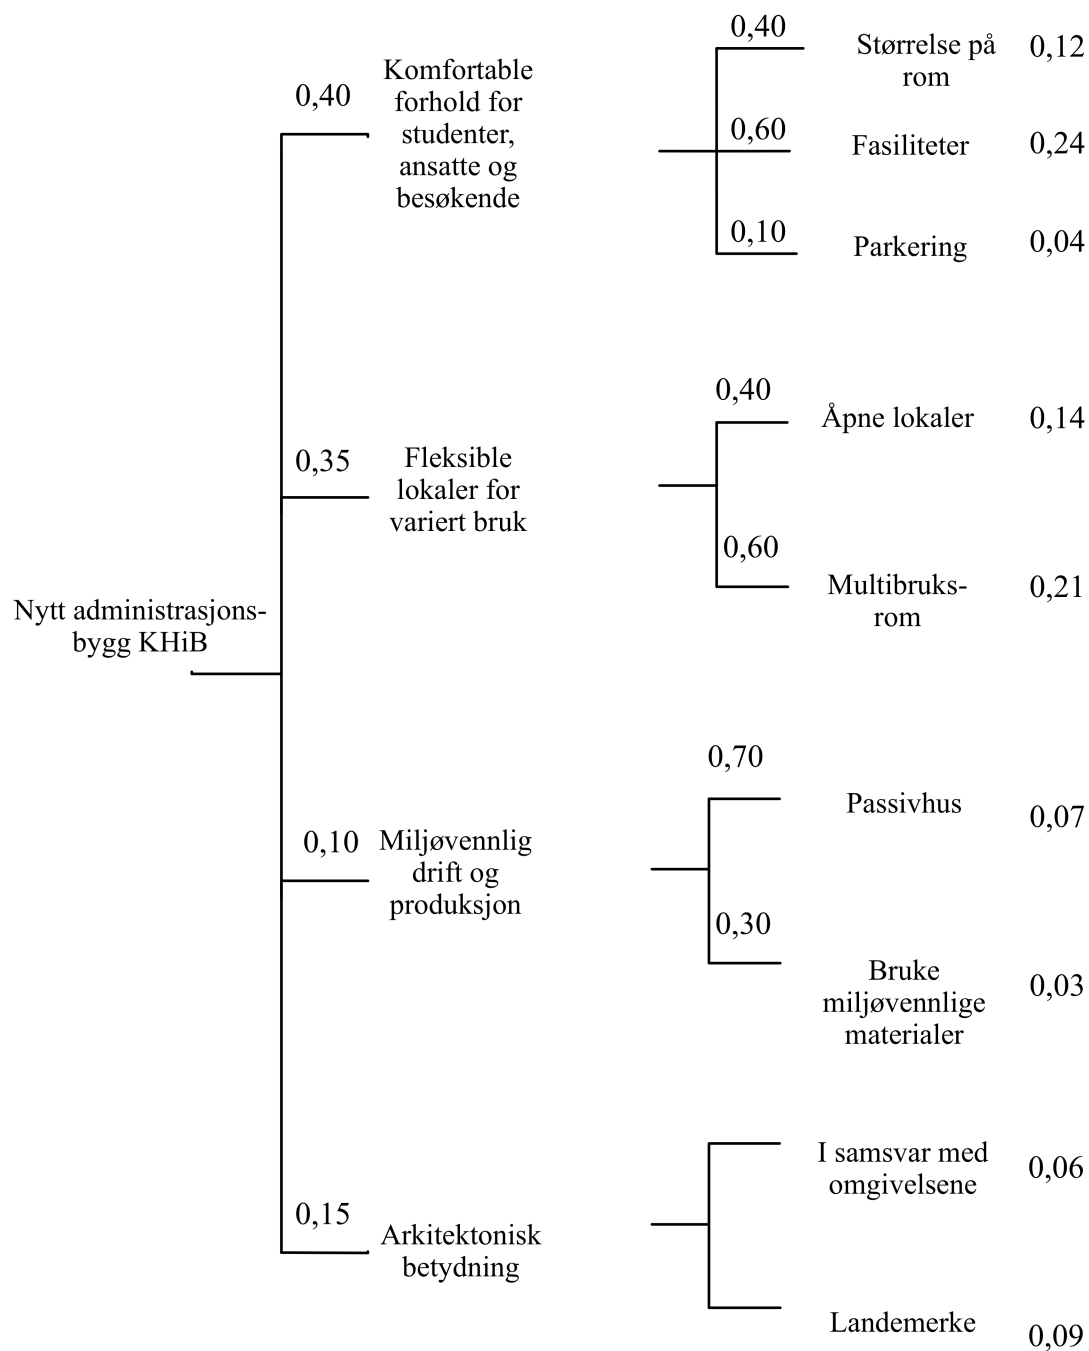 Nytt administrasjons-
bygg KHiB
0,40
Komfortable
forhold for
studenter,
ansatte og
besøkende
0,40
Størrelse på
rom
0,12
0,60
Fasiliteter
0,24
0,10
Parkering
0,04
0,35
Fleksible
lokaler for
variert bruk
0,40
Åpne lokaler
0,14
0,60
Multibruks-
rom
0,21
0,10
Miljøvennlig
drift og
produksjon
0,70
Passivhus
0,07
0,30
Bruke
miljøvennlige
materialer
0,03
0,15
Arkitektonisk
betydning
I samsvar med
omgivelsene
0,06
Landemerke
0,09